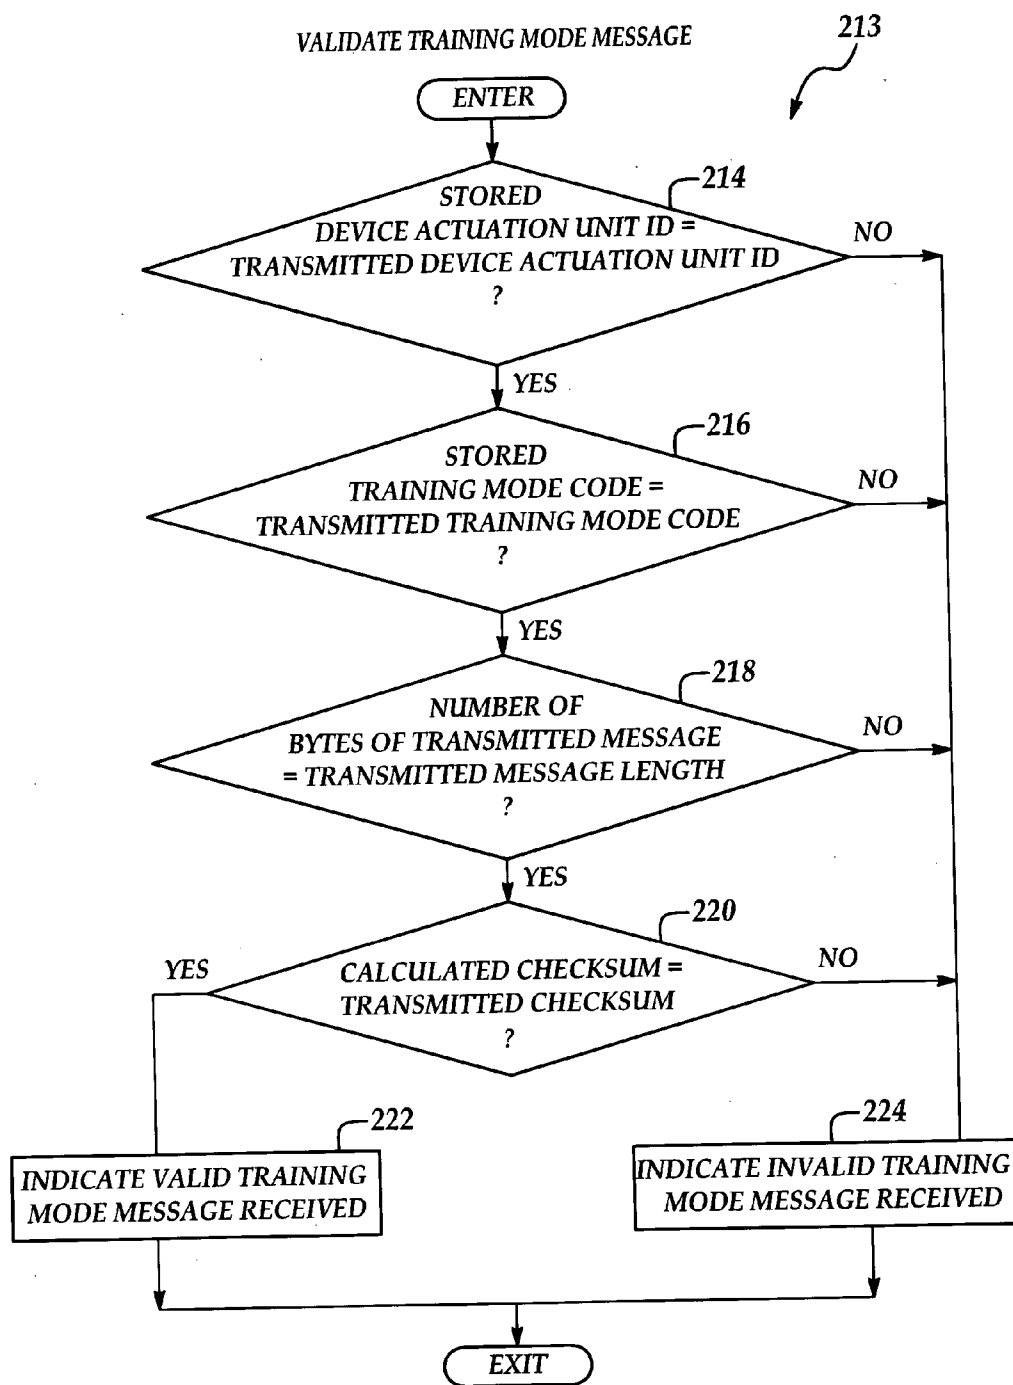 VALIDATE TRAINING MODE MESSAGE
213
ENTER
214
STORED
DEVICE ACTUATION UNIT ID =
TRANSMITTED DEVICE ACTUATION UNIT ID
?
NO
YES
216
STORED
TRAINING MODE CODE =
TRANSMITTED TRAINING MODE CODE
?
NO
YES
218
NUMBER OF
BYTES OF TRANSMITTED MESSAGE
= TRANSMITTED MESSAGE LENGTH
?
NO
YES
220
YES
CALCULATED CHECKSUM =
TRANSMITTED CHECKSUM
?
NO
222
INDICATE VALID TRAINING
MODE MESSAGE RECEIVED
224
INDICATE INVALID TRAINING
MODE MESSAGE RECEIVED
EXIT